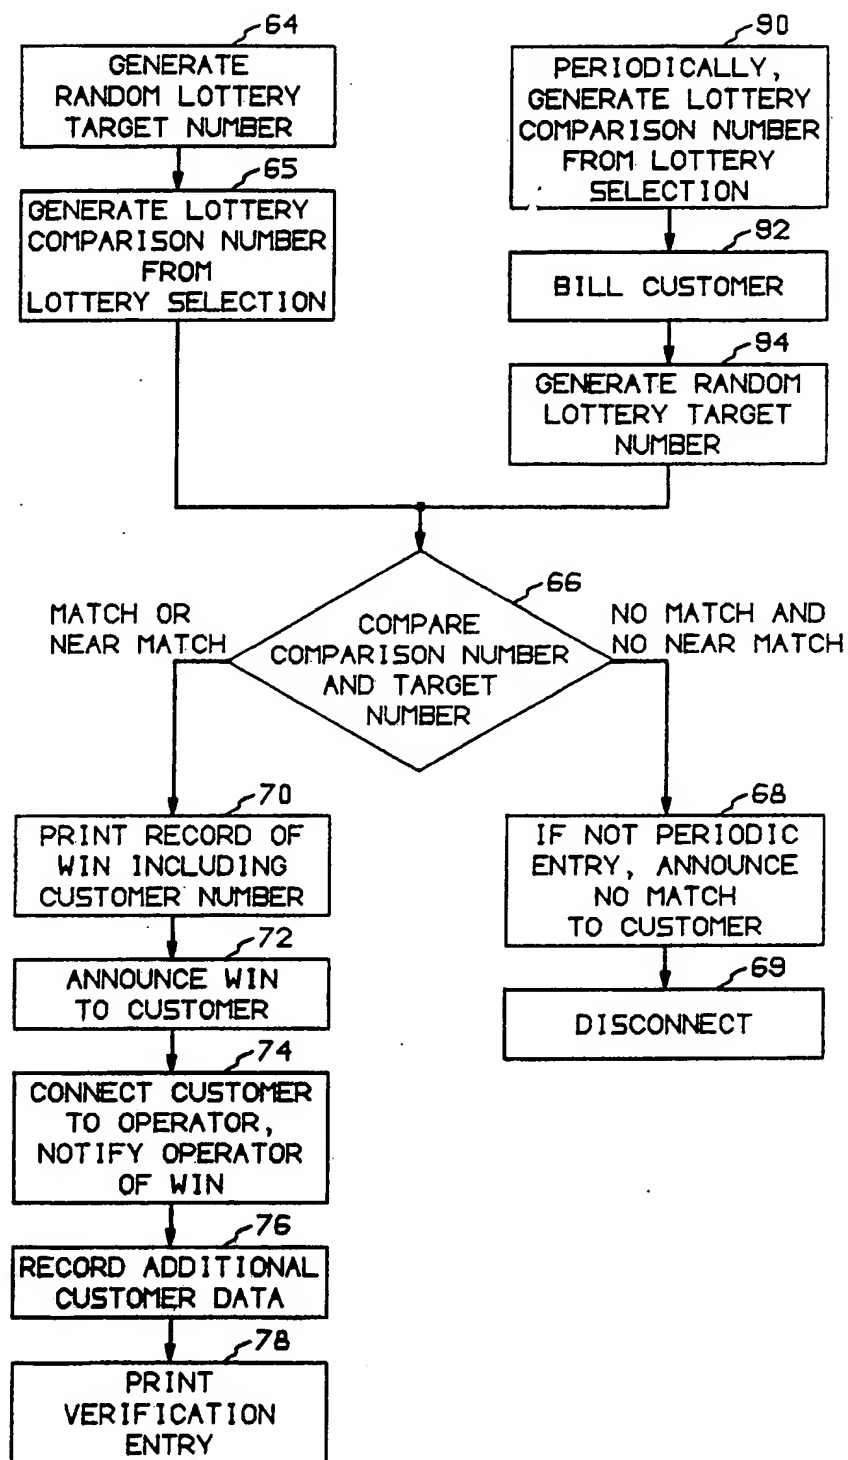 64
GENERATE
RANDOM LOTTERY
TARGET NUMBER
65
GENERATE LOTTERY
COMPARISON NUMBER
FROM
LOTTERY SELECTION
90
PERIODICALLY,
GENERATE LOTTERY
COMPARISON NUMBER
FROM LOTTERY
SELECTION
92
BILL CUSTOMER
94
GENERATE RANDOM
LOTTERY TARGET
NUMBER
66
COMPARE
COMPARISON NUMBER
AND TARGET
NUMBER
MATCH OR
NEAR MATCH
NO MATCH AND
NO NEAR MATCH
70
PRINT RECORD OF
WIN INCLUDING
CUSTOMER NUMBER
72
ANNOUNCE WIN
TO CUSTOMER
74
CONNECT CUSTOMER
TO OPERATOR,
NOTIFY OPERATOR
OF WIN
76
RECORD ADDITIONAL
CUSTOMER DATA
78
PRINT
VERIFICATION
ENTRY
68
IF NOT PERIODIC
ENTRY, ANNOUNCE
NO MATCH
TO CUSTOMER
69
DISCONNECT